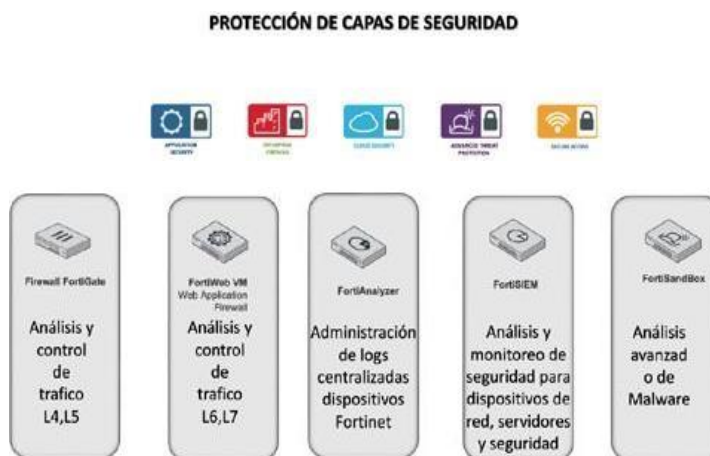 PROTECCIÓN DE CAPAS DE SEGURIDAD
APPLICATION
SECURITY
ENTERPRISE
FIREWALL
CLOUD SECURITY
ADVANCED THREAT
PROTECTION
SECURE ACCESS
Firewall FortiGate
Análisis y
control
de
trafico
L4,L5
FortiWeb VM
Web Application
Firewall
Análisis y
control
de
trafico
L6,L7
FortiAnalyzer
Administración
de logs
centralizadas
dispositivos
Fortinet
FortiSIEM
Análisis y
monitoreo de
seguridad para
dispositivos de
red, servidores
y seguridad
FortiSandBox
Análisis
avanzad
o de
Malware